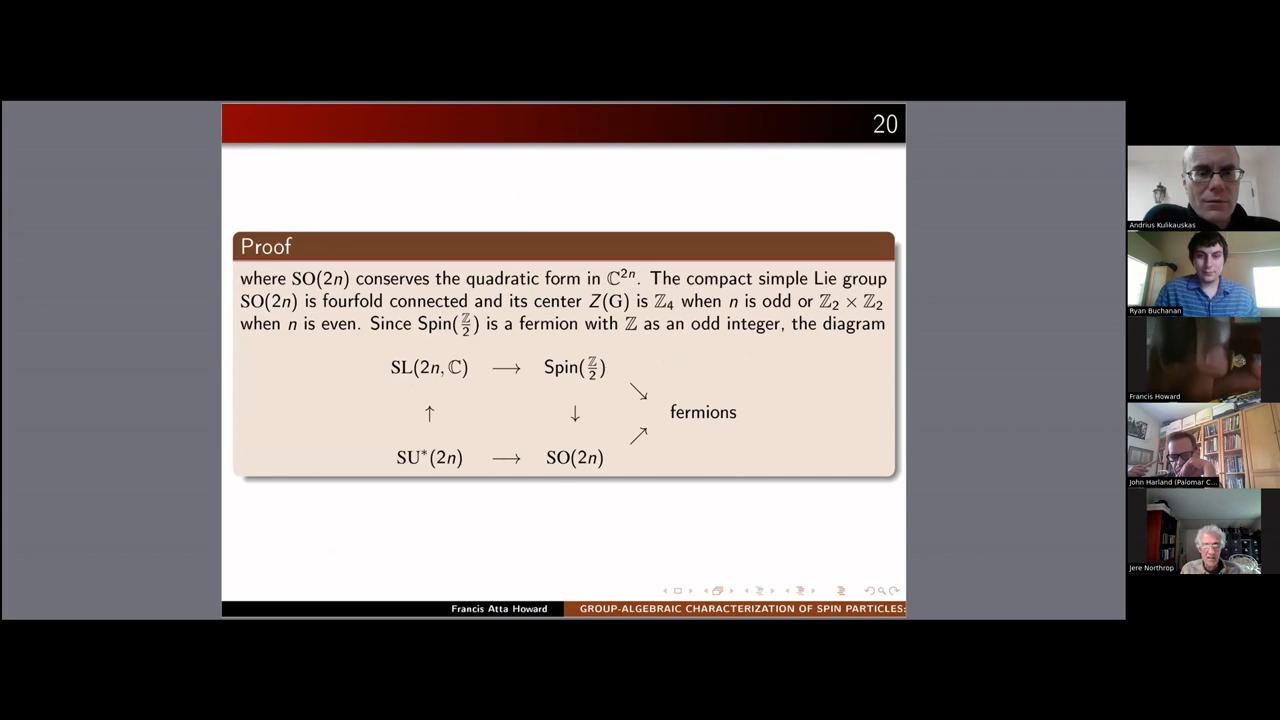 20
Proof
where SO(2n) conserves the quadratic form in ℂ²ⁿ. The compact simple Lie group
SO(2n) is fourfold connected and its center Z(G) is ℤ₄ when n is odd or ℤ₂ × ℤ₂
when n is even. Since Spin(ℤ/2) is a fermion with ℤ as an odd integer, the diagram
SL(2n, ℂ) ⟶ Spin(ℤ/2)
↘
↑ ↓ fermions
↗
SU*(2n) ⟶ SO(2n)
Francis Atta Howard GROUP-ALGEBRAIC CHARACTERIZATION OF SPIN PARTICLES:
Andrius Kulikauskas
Ryan Buchanan
Francis Howard
John Harland (Palomar C...
Jere Northrop